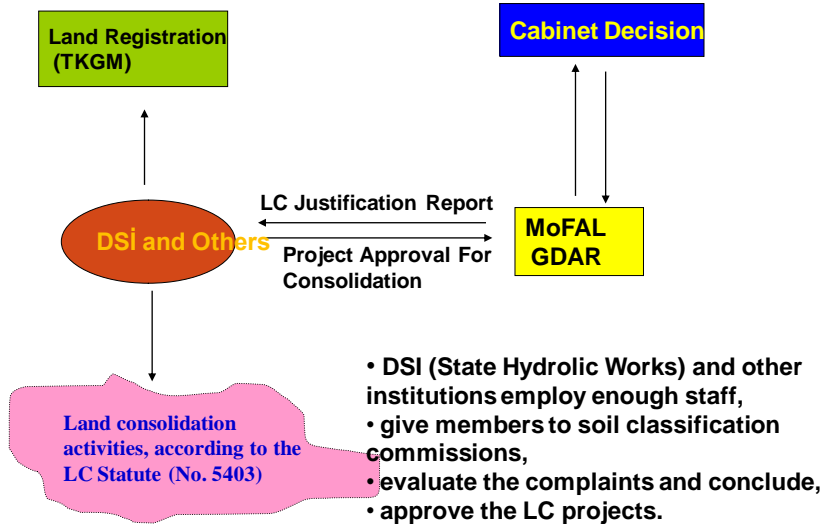 Land Registration
(TKGM)
Cabinet Decision
LC Justification Report
DSİ and Others
Project Approval For
Consolidation
MoFAL
GDAR
Land consolidation
activities, according to the
LC Statute (No. 5403)
• DSI (State Hydrolic Works) and other
institutions employ enough staff,
• give members to soil classification
commissions,
• evaluate the complaints and conclude,
• approve the LC projects.